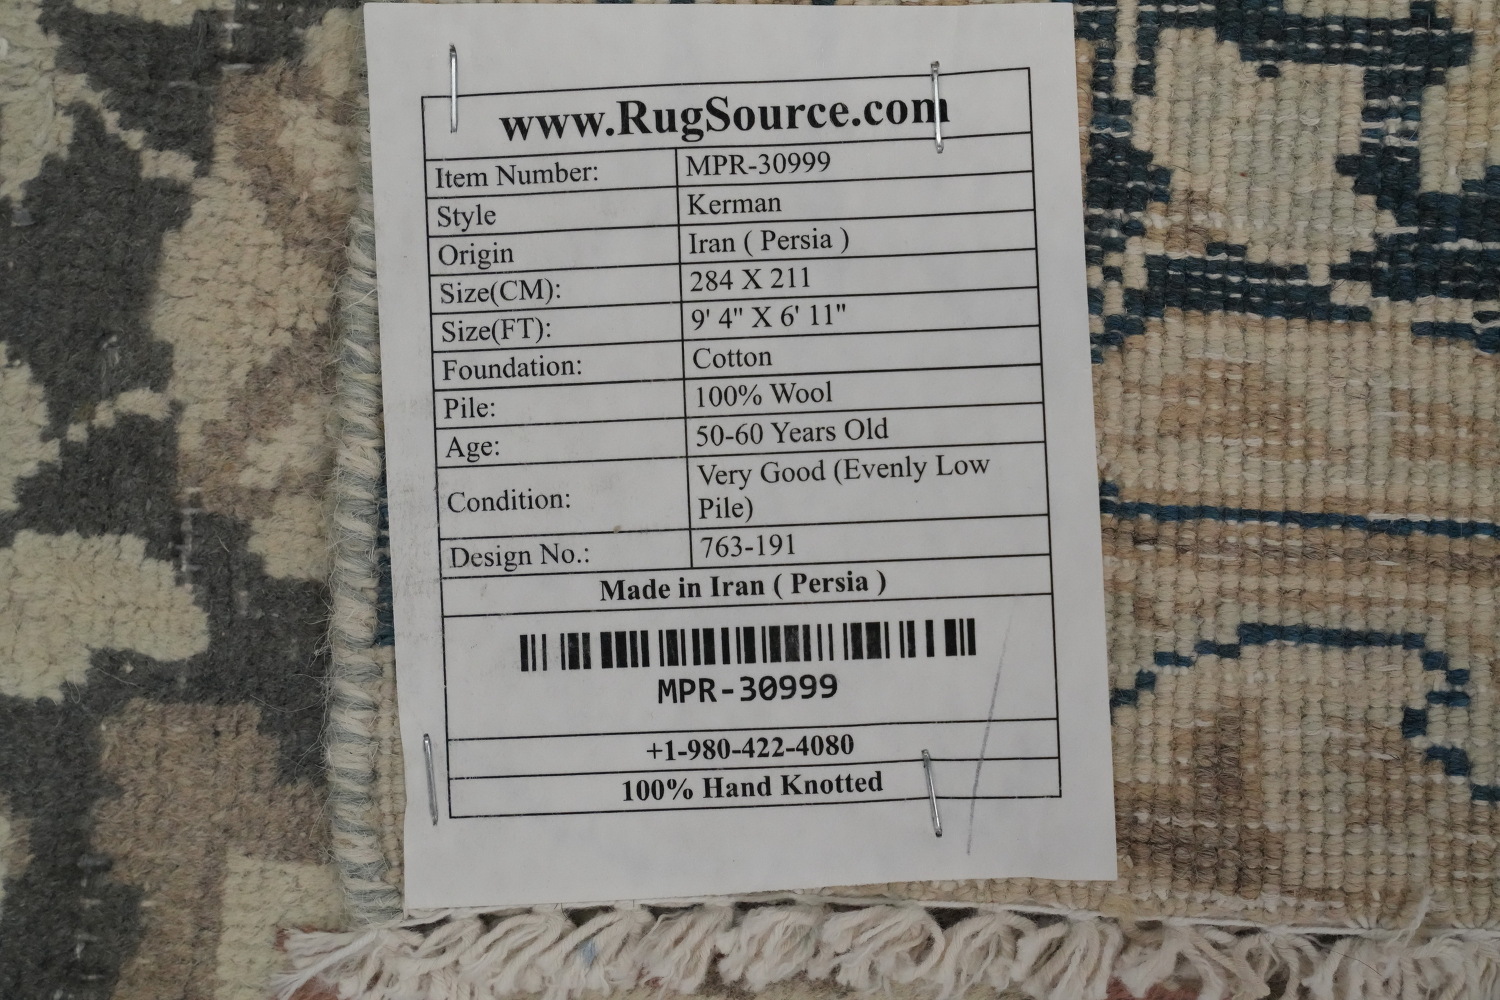 www.RugSource.com
Item Number: MPR-30999
Style Kerman
Origin Iran ( Persia )
Size(CM): 284 X 211
Size(FT): 9' 4" X 6' 11"
Foundation: Cotton
Pile: 100% Wool
Age: 50-60 Years Old
Condition: Very Good (Evenly Low
Pile)
Design No.: 763-191
Made in Iran ( Persia )
MPR-30999
+1-980-422-4080
100% Hand Knotted